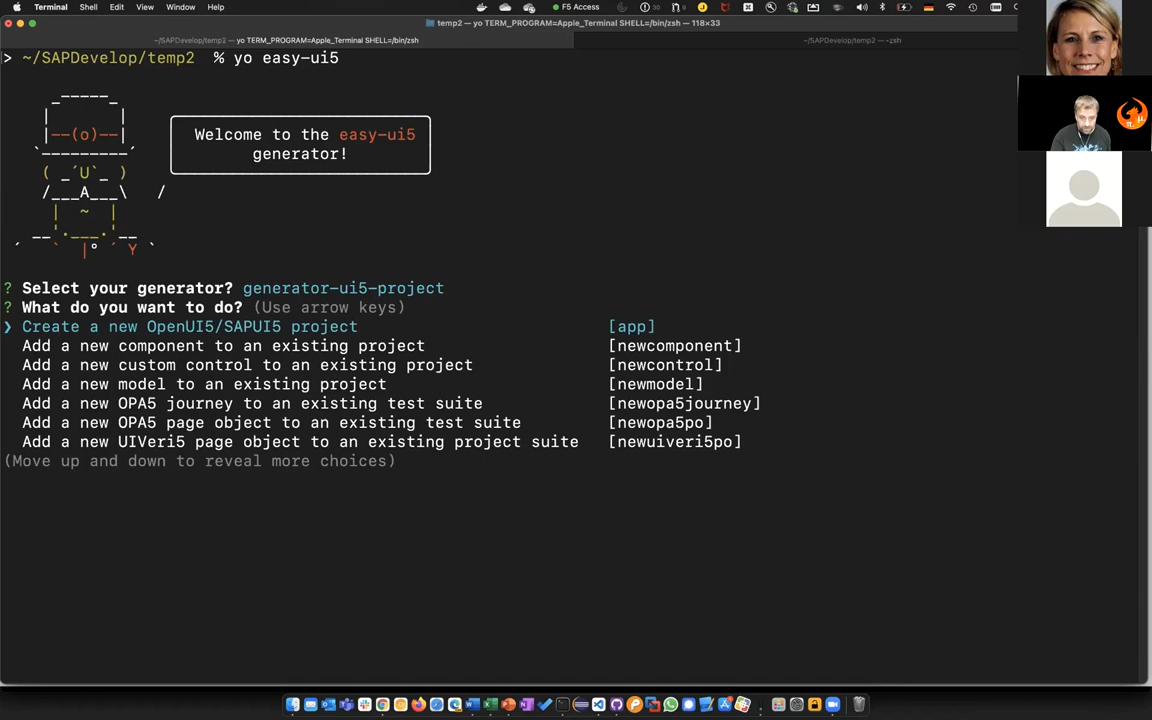 Terminal Shell Edit View Window Help F5 Access
temp2 — yo TERM_PROGRAM=Apple_Terminal SHELL=/bin/zsh — 118×33
~/SAPDevelop/temp2 — yo TERM_PROGRAM=Apple_Terminal SHELL=/bin/zsh
~/SAPDevelop/temp2 — -zsh
> ~/SAPDevelop/temp2 % yo easy-ui5
Welcome to the easy-ui5
generator!
? Select your generator? generator-ui5-project
? What do you want to do? (Use arrow keys)
❯ Create a new OpenUI5/SAPUI5 project [app]
Add a new component to an existing project [newcomponent]
Add a new custom control to an existing project [newcontrol]
Add a new model to an existing project [newmodel]
Add a new OPA5 journey to an existing test suite [newopa5journey]
Add a new OPA5 page object to an existing test suite [newopa5po]
Add a new UIVeri5 page object to an existing project suite [newuiveri5po]
(Move up and down to reveal more choices)